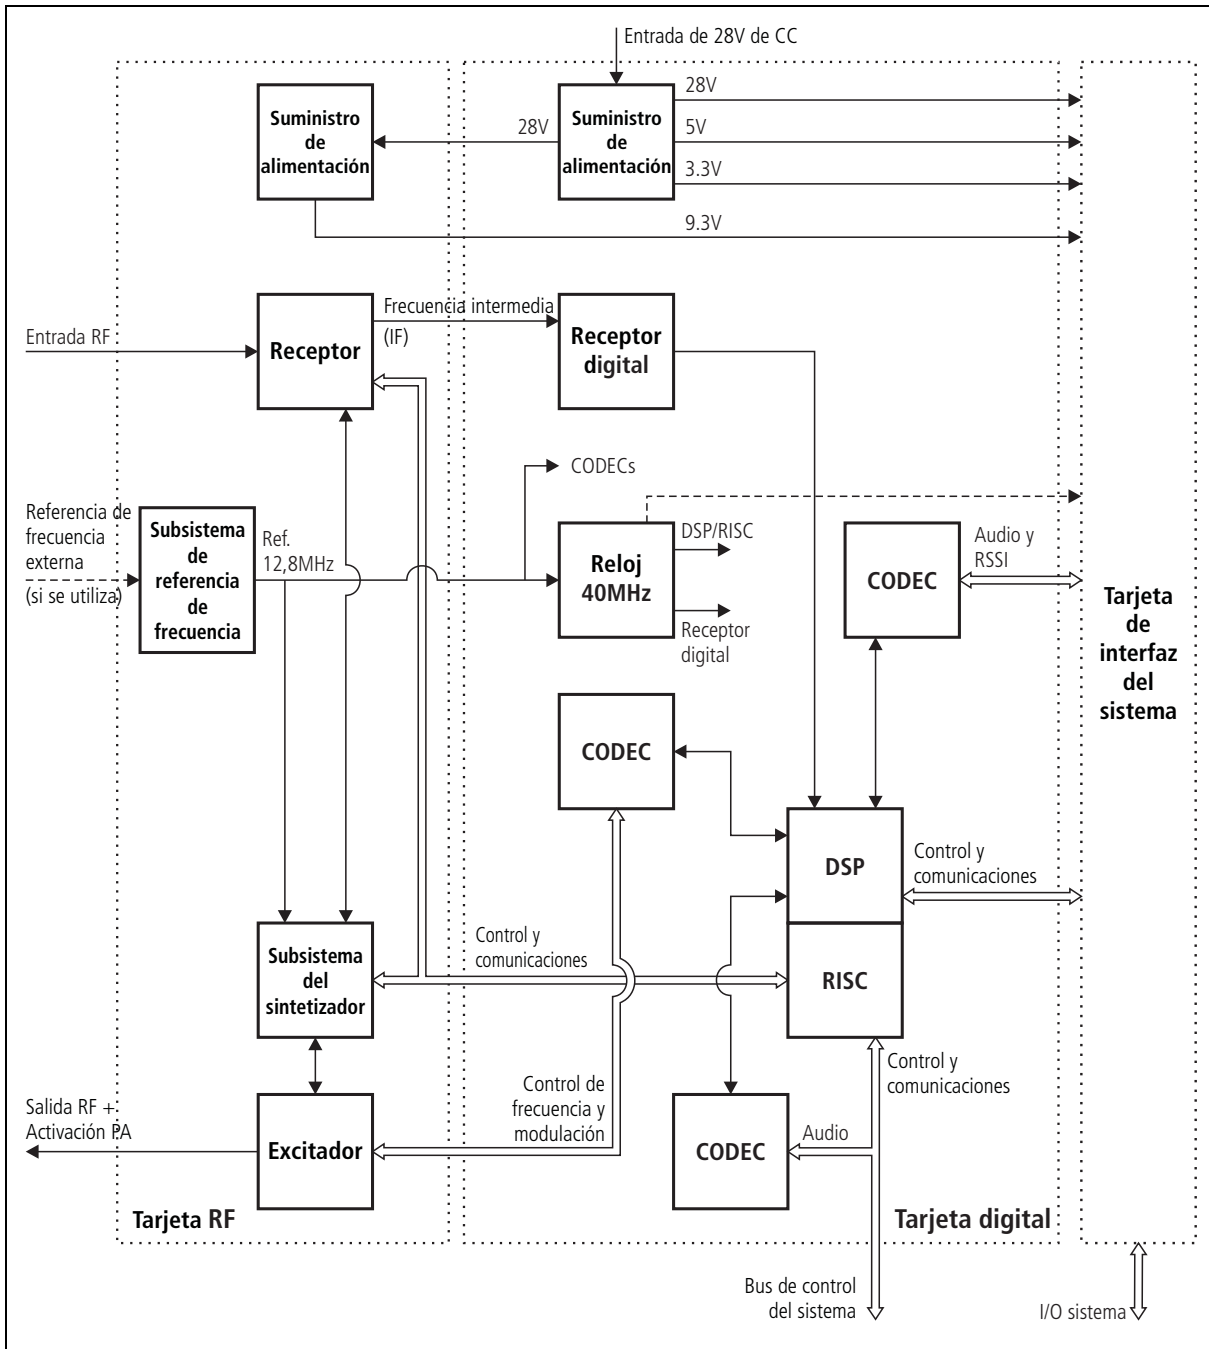 Entrada de 28V de CC
Suministro
de
alimentación
28V
Suministro
de
alimentación
28V
5V
3.3V
9.3V
Entrada RF
Receptor
Frecuencia intermedia
(IF)
Receptor
digital
CODECs
Referencia de
frecuencia
externa
(si se utiliza)
Subsistema
de
referencia
de
frecuencia
Ref.
12,8MHz
Reloj
40MHz
DSP/RISC
Receptor
digital
CODEC
Audio y
RSSI
Tarjeta
de
interfaz
del
sistema
CODEC
DSP
Control y
comunicaciones
Subsistema
del
sintetizador
Control y
comunicaciones
RISC
Control y
comunicaciones
Salida RF +
Activación PA
Excitador
Control de
frecuencia y
modulación
CODEC
Audio
Tarjeta RF
Tarjeta digital
Bus de control
del sistema
I/O sistema